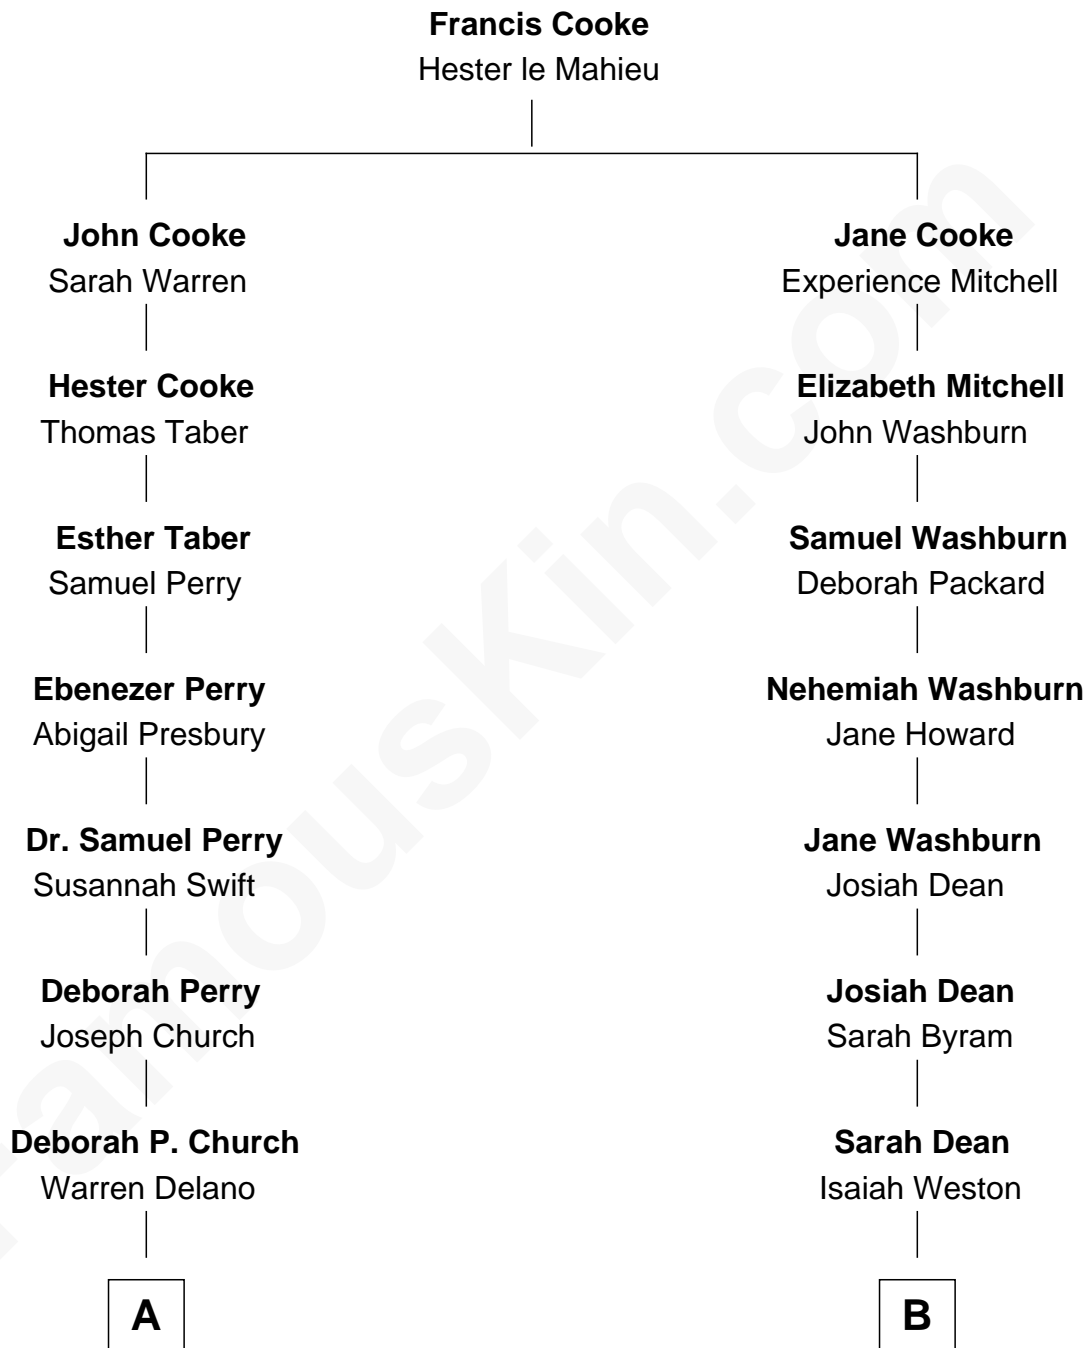 Francis Cooke
Hester le Mahieu
John Cooke
Sarah Warren
Jane Cooke
Experience Mitchell
Hester Cooke
Thomas Taber
Elizabeth Mitchell
John Washburn
Esther Taber
Samuel Perry
Samuel Washburn
Deborah Packard
Ebenezer Perry
Abigail Presbury
Nehemiah Washburn
Jane Howard
Dr. Samuel Perry
Susannah Swift
Jane Washburn
Josiah Dean
Deborah Perry
Joseph Church
Josiah Dean
Sarah Byram
Deborah P. Church
Warren Delano
Sarah Dean
Isaiah Weston
A
B
FamousKin.com